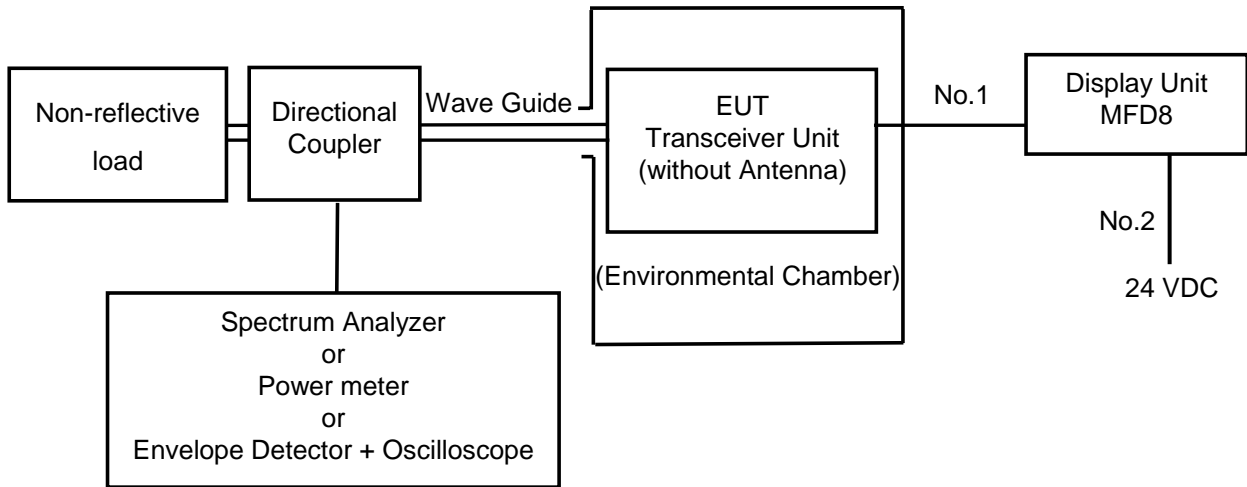 Non-reflective
load
Directional
Coupler
Wave Guide
EUT
Transceiver Unit
(without Antenna)
(Environmental Chamber)
No.1
Display Unit
MFD8
No.2
24 VDC
Spectrum Analyzer
or
Power meter
or
Envelope Detector + Oscilloscope